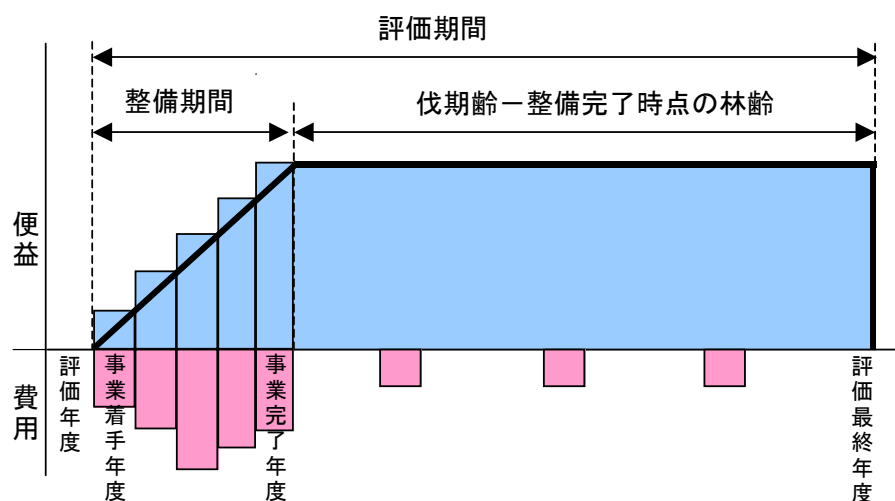 評価期間
整備期間
伐期齢－整備完了時点の林齢
便益
費用
評価年度
事業着手年度
事業完了年度
評価最終年度